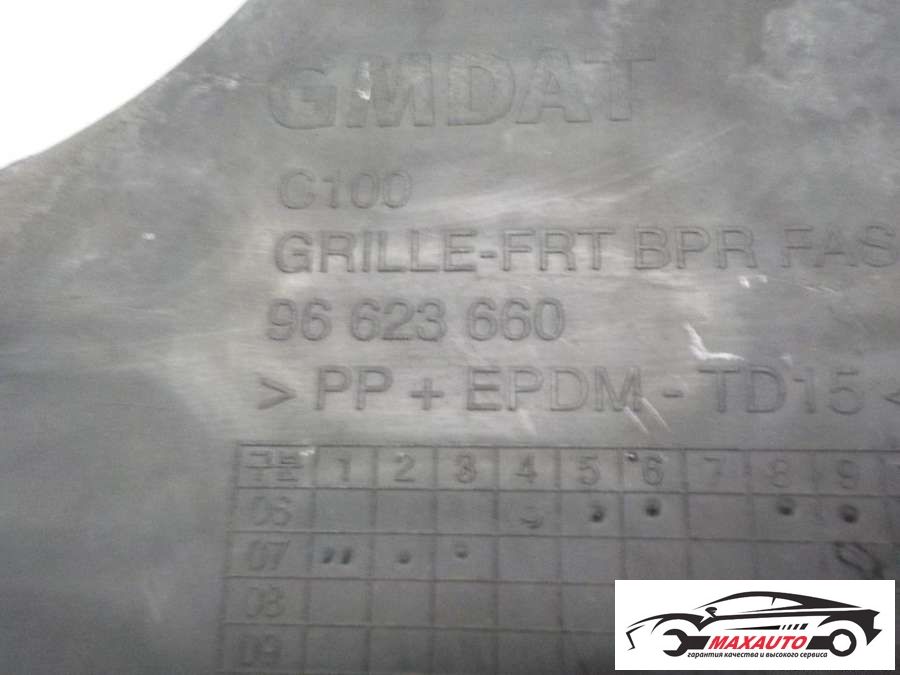 GMDAT
C100
GRILLE-FRT BPR FAS
96 623 660
> PP + EPDM - TD15 <
구분 1 2 3 4 5 6 7 8 9
06
07
08
09
MAXAUTO
гарантия качества и высокого сервиса